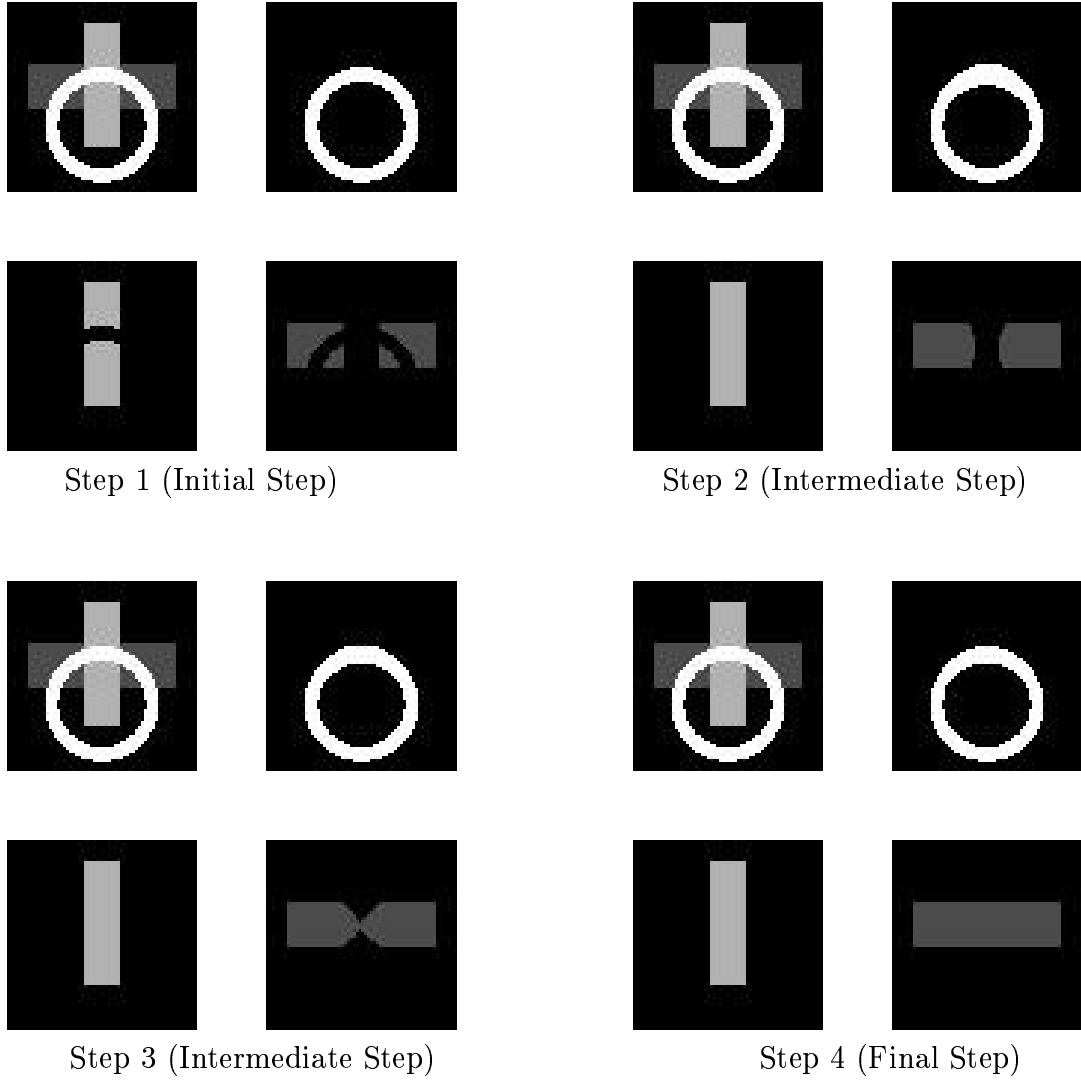 Step 1 (Initial Step)
Step 2 (Intermediate Step)
Step 3 (Intermediate Step)
Step 4 (Final Step)